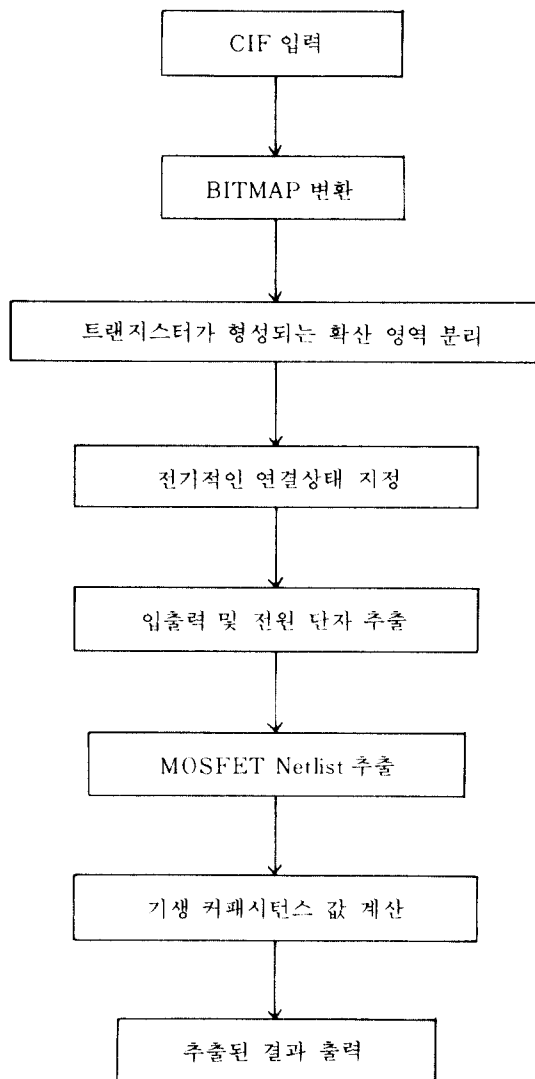 CIF 입력
BITMAP 변환
트랜지스터가 형성되는 확산 영역 분리
전기적인 연결상태 지정
입출력 및 전원 단자 추출
MOSFET Netlist 추출
기생 커패시턴스 값 계산
추출된 결과 출력